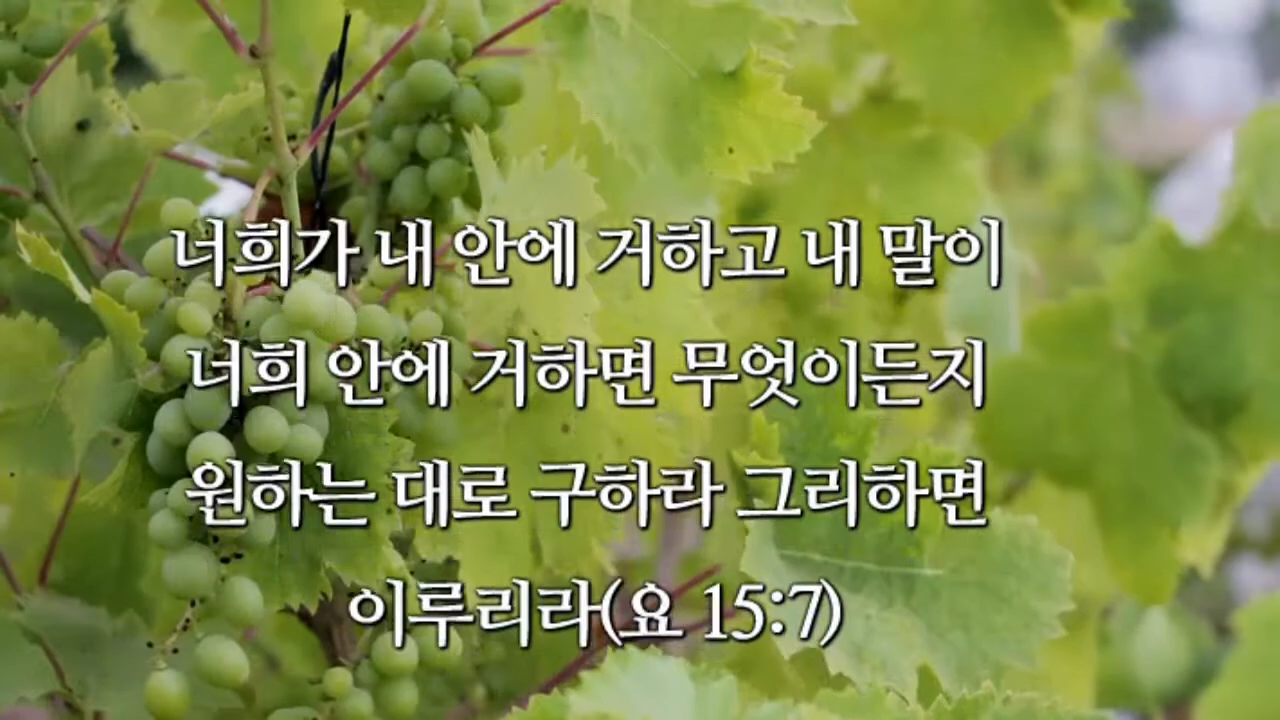 너희가 내 안에 거하고 내 말이
너희 안에 거하면 무엇이든지
원하는 대로 구하라 그리하면
이루리라(요 15:7)